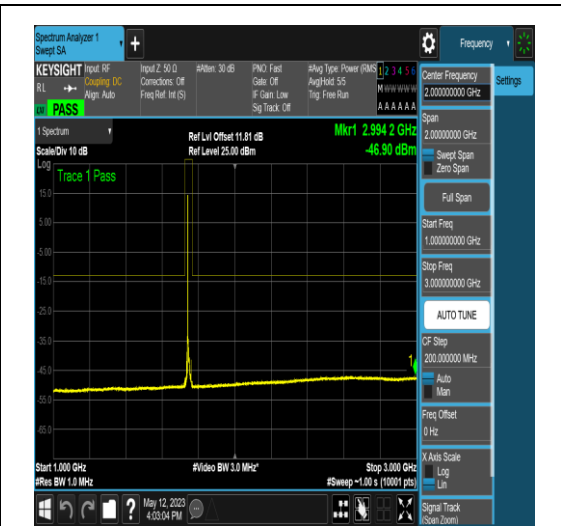 Spectrum Analyzer 1
Swept SA
Frequency
KEYSIGHT
RL
PASS
Input: RF
Coupling: DC
Align: Auto
Input Z: 50 Ω
Corrections: Off
Freq Ref: Int (S)
#Atten: 30 dB
PNO: Fast
Gate: Off
IF Gain: Low
Sig Track: Off
#Avg Type: Power (RMS
Avg|Hold: 5/5
Trig: Free Run
1 2 3 4 5 6
M W W W W W
A A A A A A
1 Spectrum
Scale/Div 10 dB
Ref Lvl Offset 11.81 dB
Ref Level 25.00 dBm
Mkr1 2.994 2 GHz
-46.90 dBm
Log
Trace 1 Pass
15.0
5.00
-5.00
-15.0
-25.0
-35.0
-45.0
-55.0
-65.0
1
Start 1.000 GHz
#Res BW 1.0 MHz
#Video BW 3.0 MHz*
Stop 3.000 GHz
#Sweep ~1.00 s (10001 pts)
May 12, 2023
4:03:04 PM
Center Frequency
2.000000000 GHz
Settings
Span
2.00000000 GHz
Swept Span
Zero Span
Full Span
Start Freq
1.000000000 GHz
Stop Freq
3.000000000 GHz
AUTO TUNE
CF Step
200.000000 MHz
Auto
Man
Freq Offset
0 Hz
X Axis Scale
Log
Lin
Signal Track
(Span Zoom)